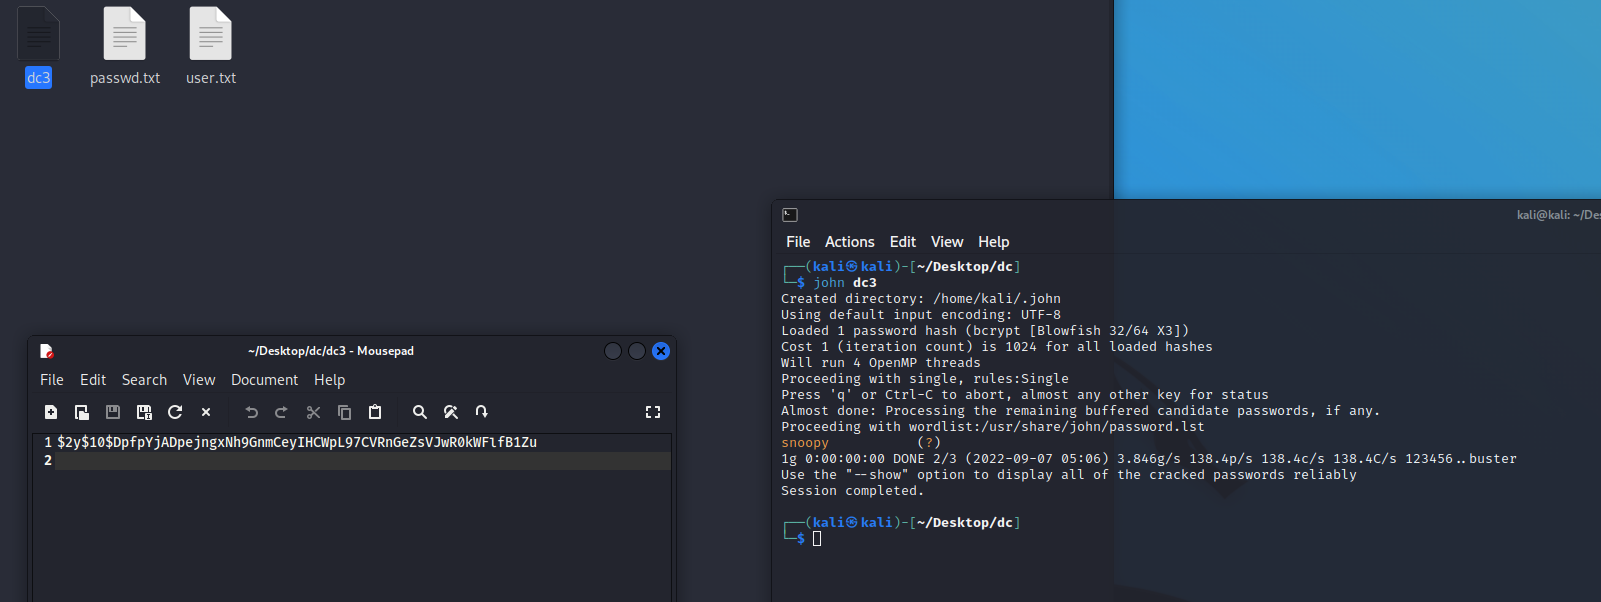 dc3
passwd.txt
user.txt
~/Desktop/dc/dc3 - Mousepad
File Edit Search View Document Help
1 $2y$10$DpfpYjADpejngxNh9GnmCeyIHCWpL97CVRnGeZsVJwR0kWFlfB1Zu
2
kali@kali: ~/Des
File Actions Edit View Help
(kali㉿kali)-[~/Desktop/dc]
$ john dc3
Created directory: /home/kali/.john
Using default input encoding: UTF-8
Loaded 1 password hash (bcrypt [Blowfish 32/64 X3])
Cost 1 (iteration count) is 1024 for all loaded hashes
Will run 4 OpenMP threads
Proceeding with single, rules:Single
Press 'q' or Ctrl-C to abort, almost any other key for status
Almost done: Processing the remaining buffered candidate passwords, if any.
Proceeding with wordlist:/usr/share/john/password.lst
snoopy (?)
1g 0:00:00:00 DONE 2/3 (2022-09-07 05:06) 3.846g/s 138.4p/s 138.4c/s 138.4C/s 123456..buster
Use the "--show" option to display all of the cracked passwords reliably
Session completed.
(kali㉿kali)-[~/Desktop/dc]
$